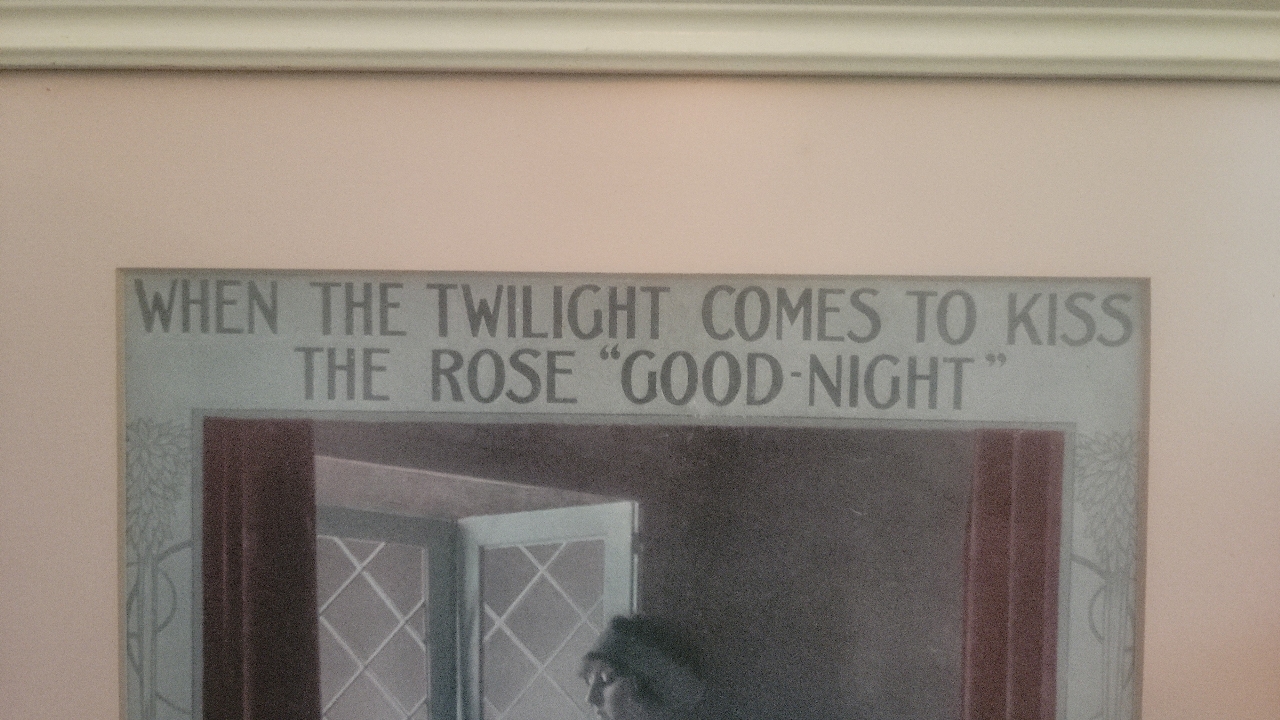 WHEN THE TWILIGHT COMES TO KISS
THE ROSE “GOOD-NIGHT”